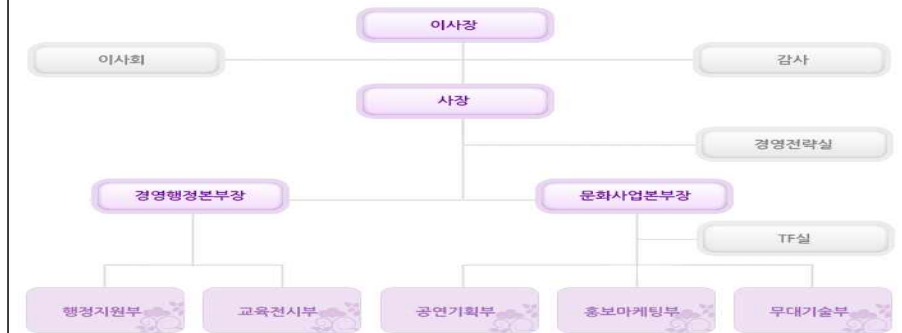 이사장
이사회
감사
사장
경영전략실
경영행정본부장
문화사업본부장
TF실
행정지원부
교육전시부
공연기획부
홍보마케팅부
무대기술부